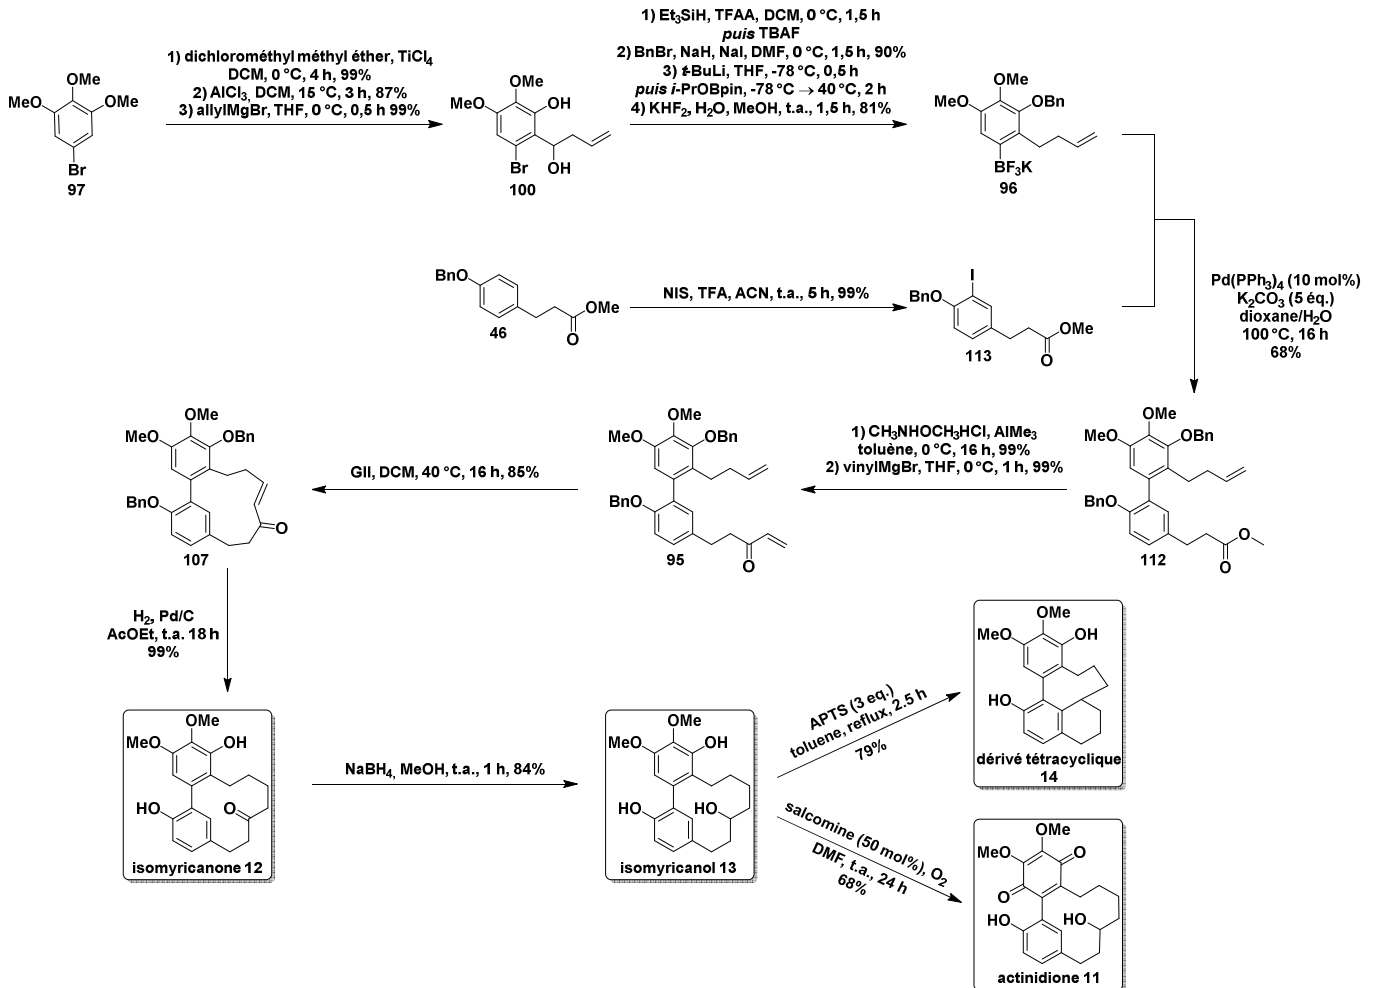 1) dichlorométhyl méthyl éther, TiCl4
DCM, 0 °C, 4 h, 99%
2) AlCl3, DCM, 15 °C, 3 h, 87%
3) allylMgBr, THF, 0 °C, 0,5 h 99%
OMe
MeO
OMe
Br
97
OMe
MeO
OH
Br
OH
100
1) Et3SiH, TFAA, DCM, 0 °C, 1,5 h
puis TBAF
2) BnBr, NaH, NaI, DMF, 0 °C, 1,5 h, 90%
3) t-BuLi, THF, -78 °C, 0,5 h
puis i-PrOBpin, -78 °C → 40 °C, 2 h
4) KHF2, H2O, MeOH, t.a., 1,5 h, 81%
OMe
MeO
OBn
BF3K
96
BnO
OMe
O
46
NIS, TFA, ACN, t.a., 5 h, 99%
I
BnO
OMe
O
113
Pd(PPh3)4 (10 mol%)
K2CO3 (5 éq.)
dioxane/H2O
100 °C, 16 h
68%
OMe
MeO
OBn
BnO
O
107
GII, DCM, 40 °C, 16 h, 85%
OMe
MeO
OBn
BnO
O
95
1) CH3NHOCH3HCl, AlMe3
toluène, 0 °C, 16 h, 99%
2) vinylMgBr, THF, 0 °C, 1 h, 99%
OMe
MeO
OBn
BnO
O
O
112
H2, Pd/C
AcOEt, t.a. 18 h
99%
OMe
MeO
OH
HO
O
isomyricanone 12
NaBH4, MeOH, t.a., 1 h, 84%
OMe
MeO
OH
HO
HO
isomyricanol 13
APTS (3 eq.)
toluene, reflux, 2.5 h
79%
OMe
MeO
OH
HO
dérivé tétracyclique
14
salcomine (50 mol%), O2
DMF, t.a., 24 h
68%
OMe
MeO
O
O
HO
HO
actinidione 11